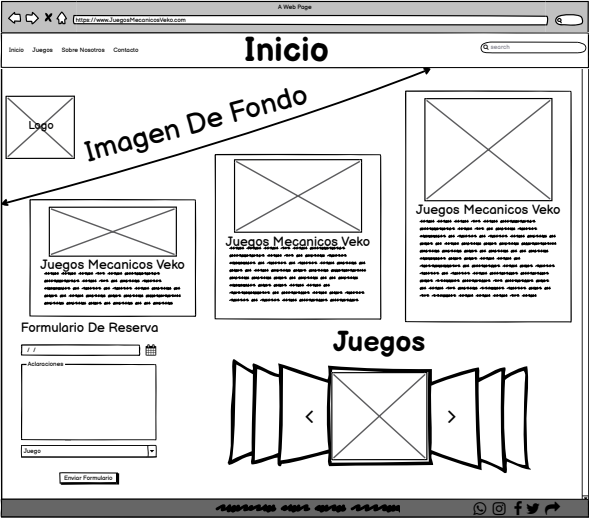 A Web Page
https://www.JuegosMecanicosVeko.com
Inicio Juegos Sobre Nosotros Contacto
Inicio
search
Logo
Imagen De Fondo
Juegos Mecanicos Veko
Juegos Mecanicos Veko
Juegos Mecanicos Veko
Formulario De Reserva
/ /
Aclaraciones
Juego
Enviar Formulario
Juegos